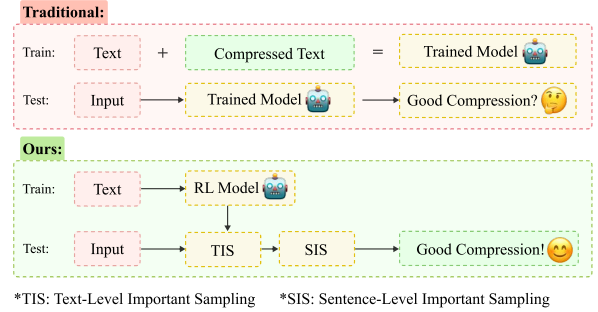 Traditional:
Train: Text + Compressed Text = Trained Model
Test: Input Trained Model Good Compression?
Ours:
Train: Text RL Model
Test: Input TIS SIS Good Compression!
*TIS: Text-Level Important Sampling *SIS: Sentence-Level Important Sampling